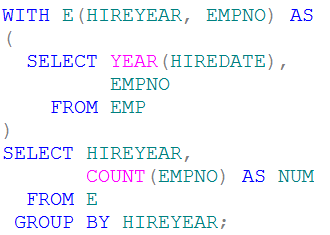 WITH E(HIREYEAR, EMPNO) AS
(
  SELECT YEAR(HIREDATE),
         EMPNO
    FROM EMP
)
SELECT HIREYEAR,
       COUNT(EMPNO) AS NUM
  FROM E
 GROUP BY HIREYEAR;